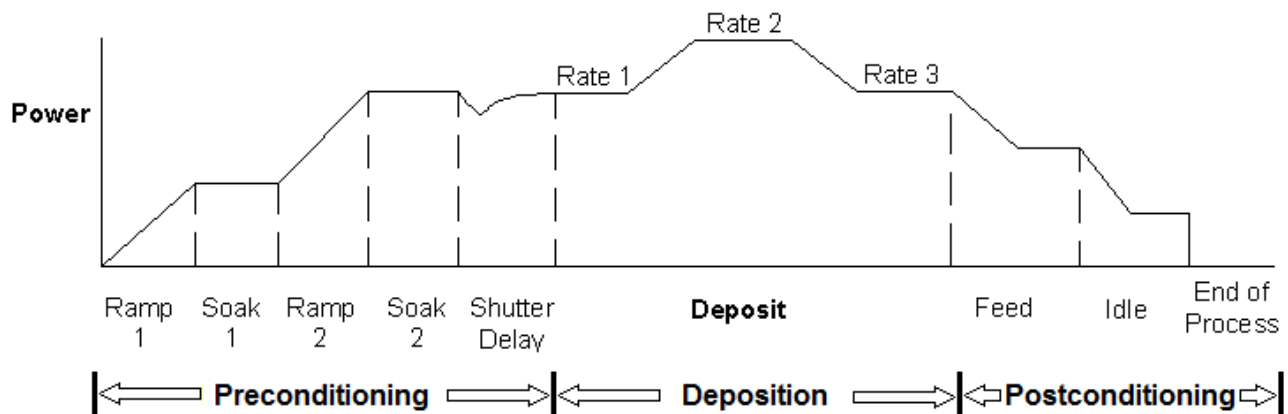 Rate 2
Rate 1
Rate 3
Power
Ramp
1
Soak
1
Ramp
2
Soak
2
Shutter
Delay
Deposit
Feed
Idle
End of
Process
Preconditioning
Deposition
Postconditioning